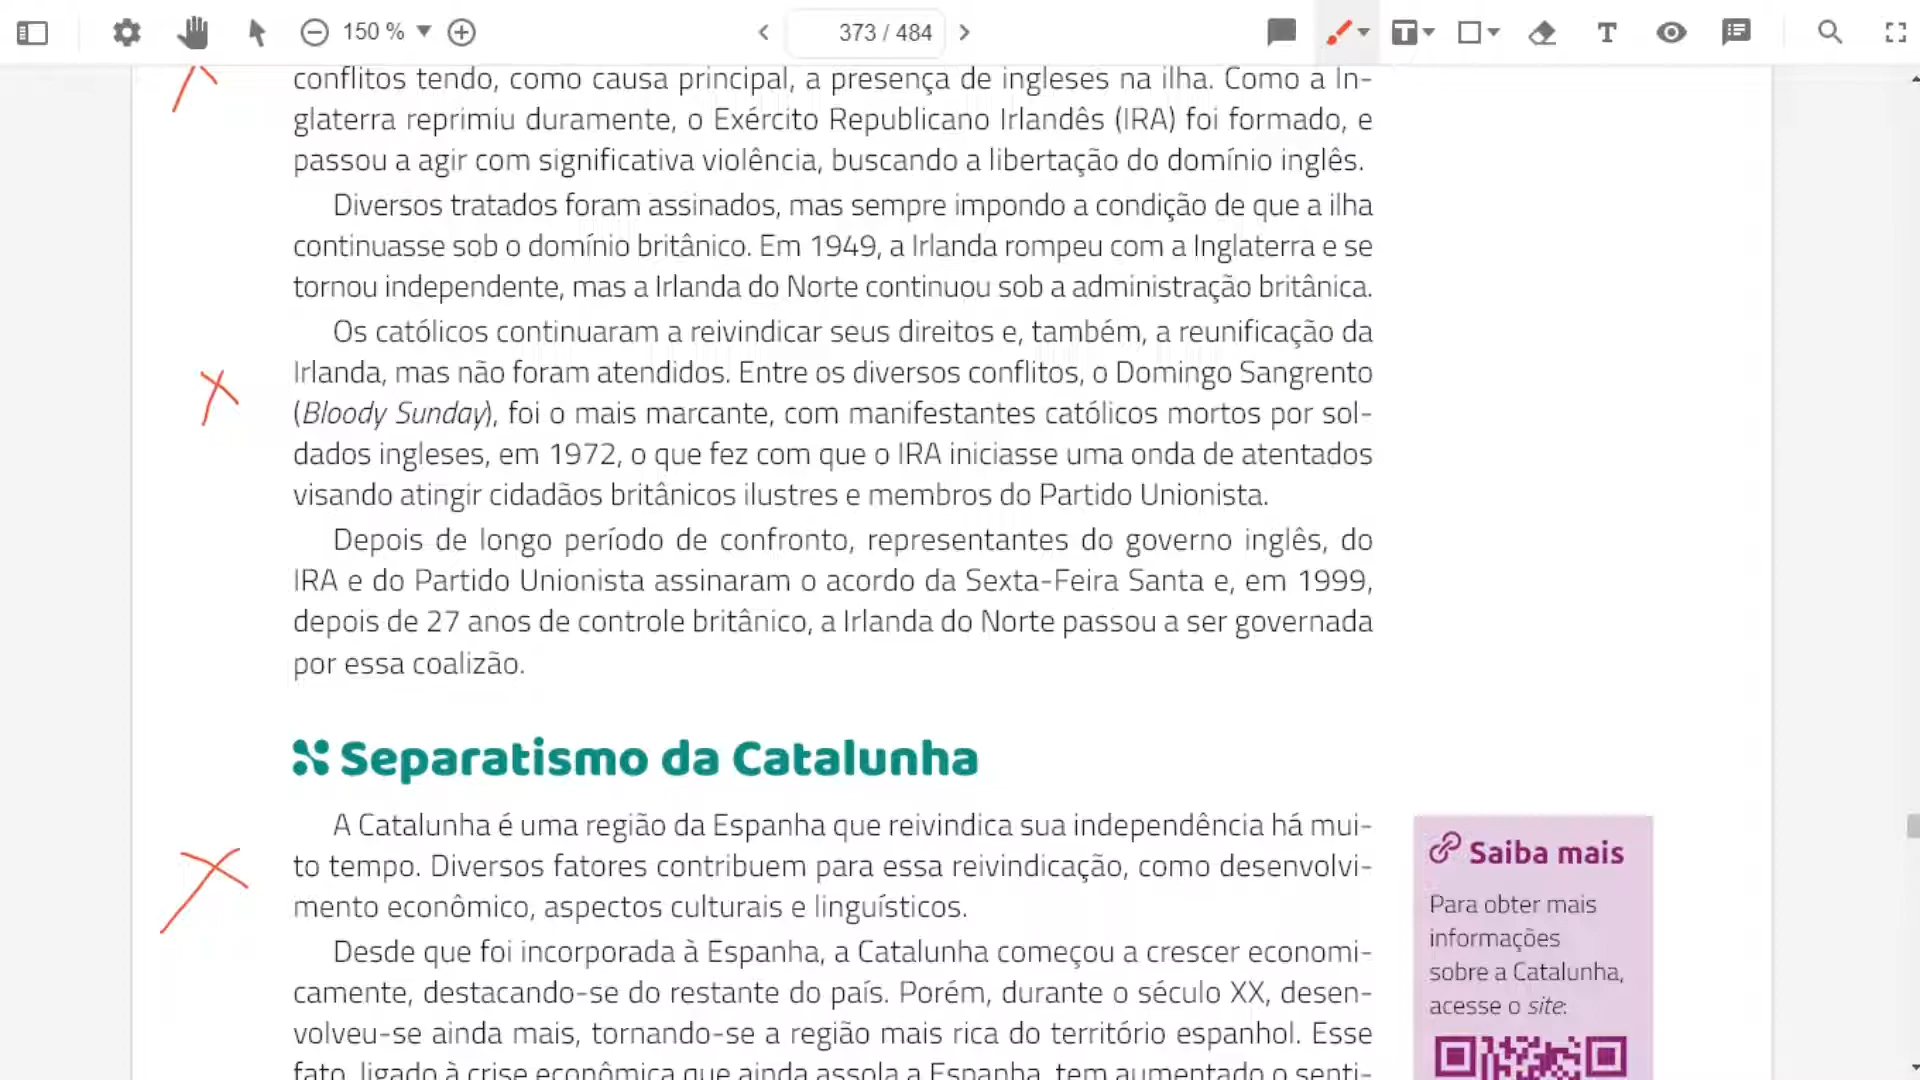 150 %
373 / 484
conflitos tendo, como causa principal, a presença de ingleses na ilha. Como a In-
glaterra reprimiu duramente, o Exército Republicano Irlandês (IRA) foi formado, e
passou a agir com significativa violência, buscando a libertação do domínio inglês.
Diversos tratados foram assinados, mas sempre impondo a condição de que a ilha
continuasse sob o domínio britânico. Em 1949, a Irlanda rompeu com a Inglaterra e se
tornou independente, mas a Irlanda do Norte continuou sob a administração britânica.
Os católicos continuaram a reivindicar seus direitos e, também, a reunificação da
Irlanda, mas não foram atendidos. Entre os diversos conflitos, o Domingo Sangrento
(Bloody Sunday), foi o mais marcante, com manifestantes católicos mortos por sol-
dados ingleses, em 1972, o que fez com que o IRA iniciasse uma onda de atentados
visando atingir cidadãos britânicos ilustres e membros do Partido Unionista.
Depois de longo período de confronto, representantes do governo inglês, do
IRA e do Partido Unionista assinaram o acordo da Sexta-Feira Santa e, em 1999,
depois de 27 anos de controle britânico, a Irlanda do Norte passou a ser governada
por essa coalizão.
Separatismo da Catalunha
A Catalunha é uma região da Espanha que reivindica sua independência há mui-
to tempo. Diversos fatores contribuem para essa reivindicação, como desenvolvi-
mento econômico, aspectos culturais e linguísticos.
Desde que foi incorporada à Espanha, a Catalunha começou a crescer economi-
camente, destacando-se do restante do país. Porém, durante o século XX, desen-
volveu-se ainda mais, tornando-se a região mais rica do território espanhol. Esse
fato, ligado à crise econômica que ainda assola a Espanha, tem aumentado o senti-
Saiba mais
Para obter mais
informações
sobre a Catalunha,
acesse o site: